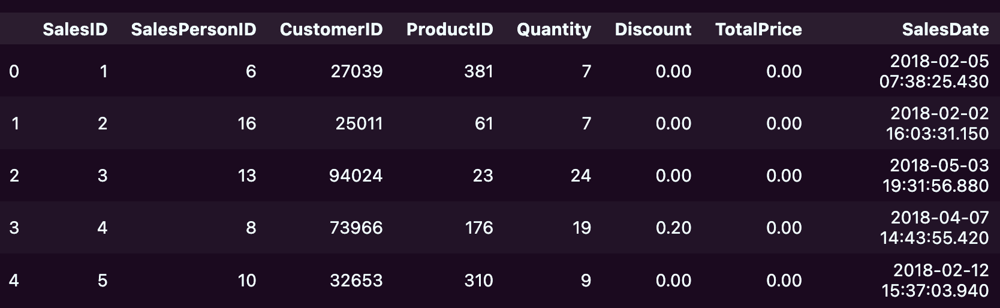 SalesID SalesPersonID CustomerID ProductID Quantity Discount TotalPrice SalesDate
0 1 6 27039 381 7 0.00 0.00 2018-02-05
07:38:25.430
1 2 16 25011 61 7 0.00 0.00 2018-02-02
16:03:31.150
2 3 13 94024 23 24 0.00 0.00 2018-05-03
19:31:56.880
3 4 8 73966 176 19 0.20 0.00 2018-04-07
14:43:55.420
4 5 10 32653 310 9 0.00 0.00 2018-02-12
15:37:03.940